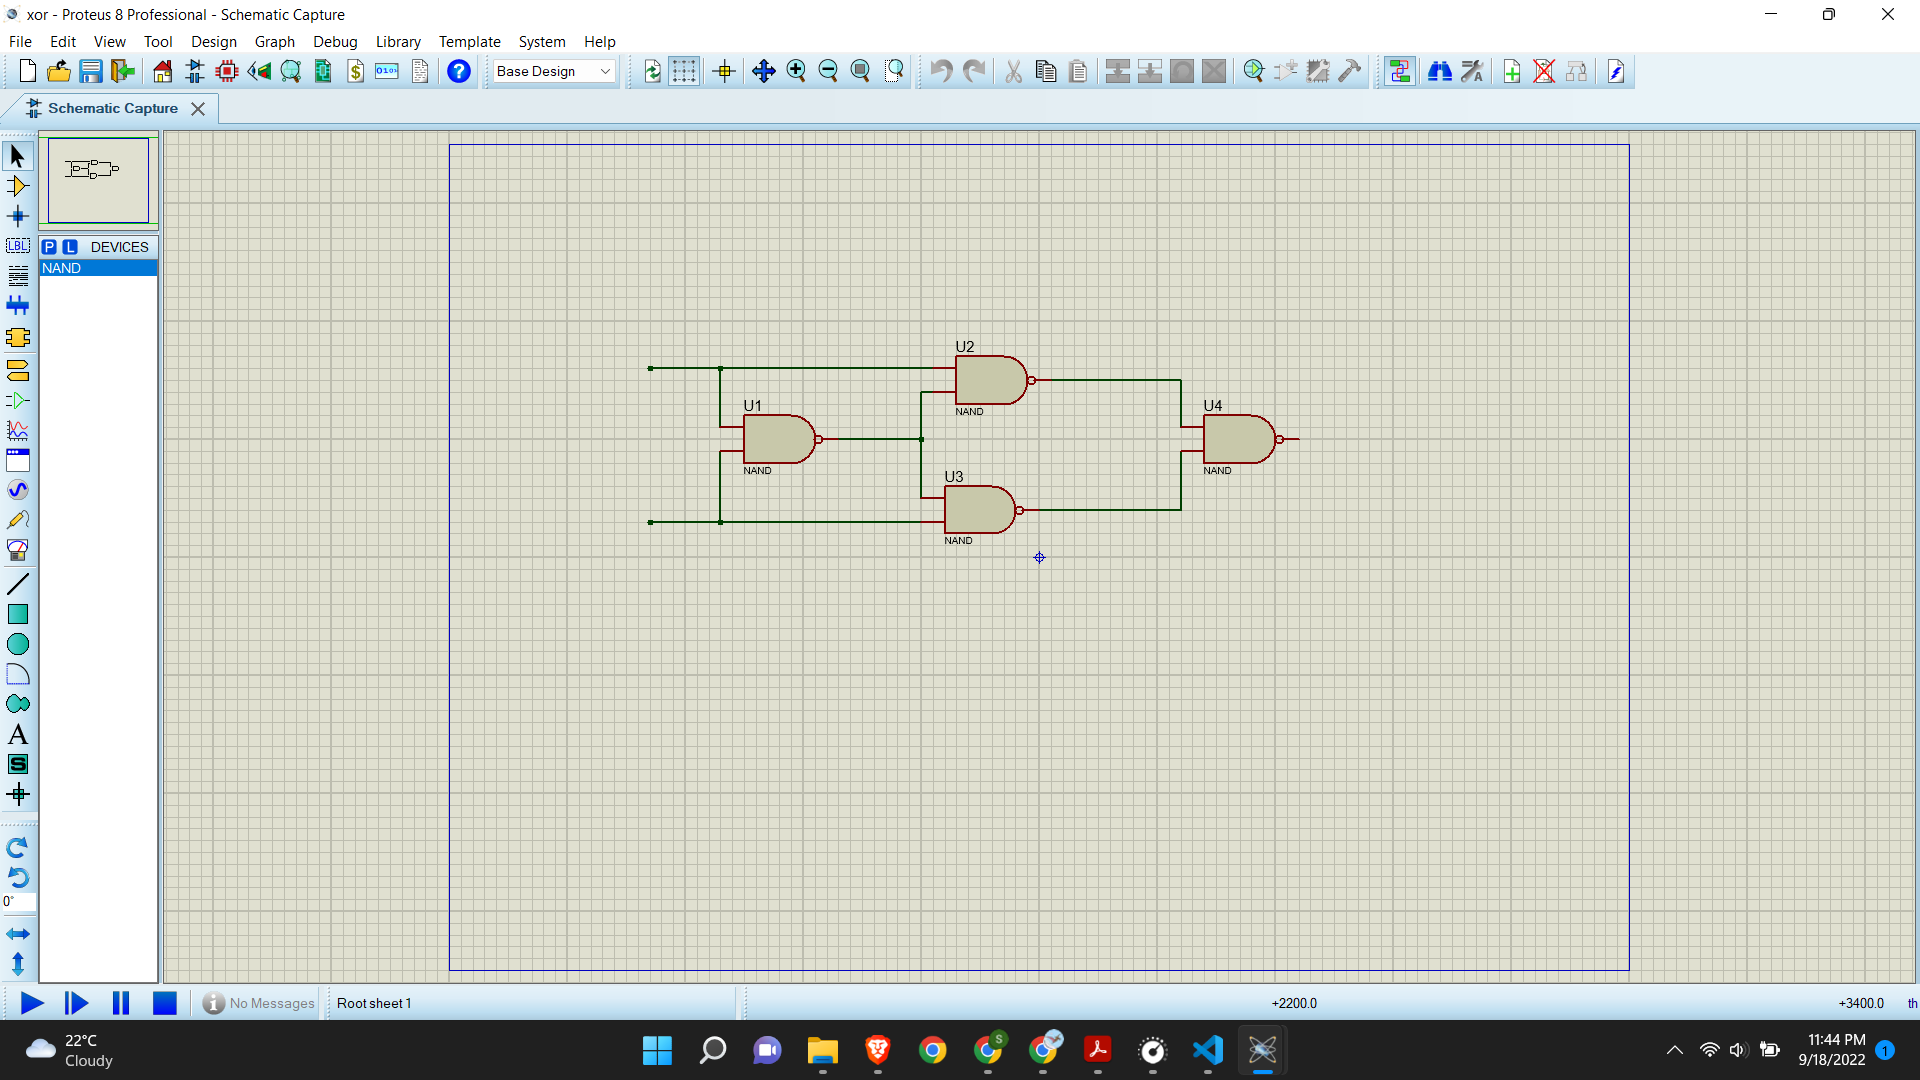 xor - Proteus 8 Professional - Schematic Capture
File Edit View Tool Design Graph Debug Library Template System Help
Base Design
Schematic Capture
LBL
P L DEVICES
NAND
U2
NAND
U1
NAND
U4
NAND
U3
NAND
A
S
0°
No Messages
Root sheet 1
+2200.0
+3400.0
th
22°C
Cloudy
S
11:44 PM
9/18/2022
1